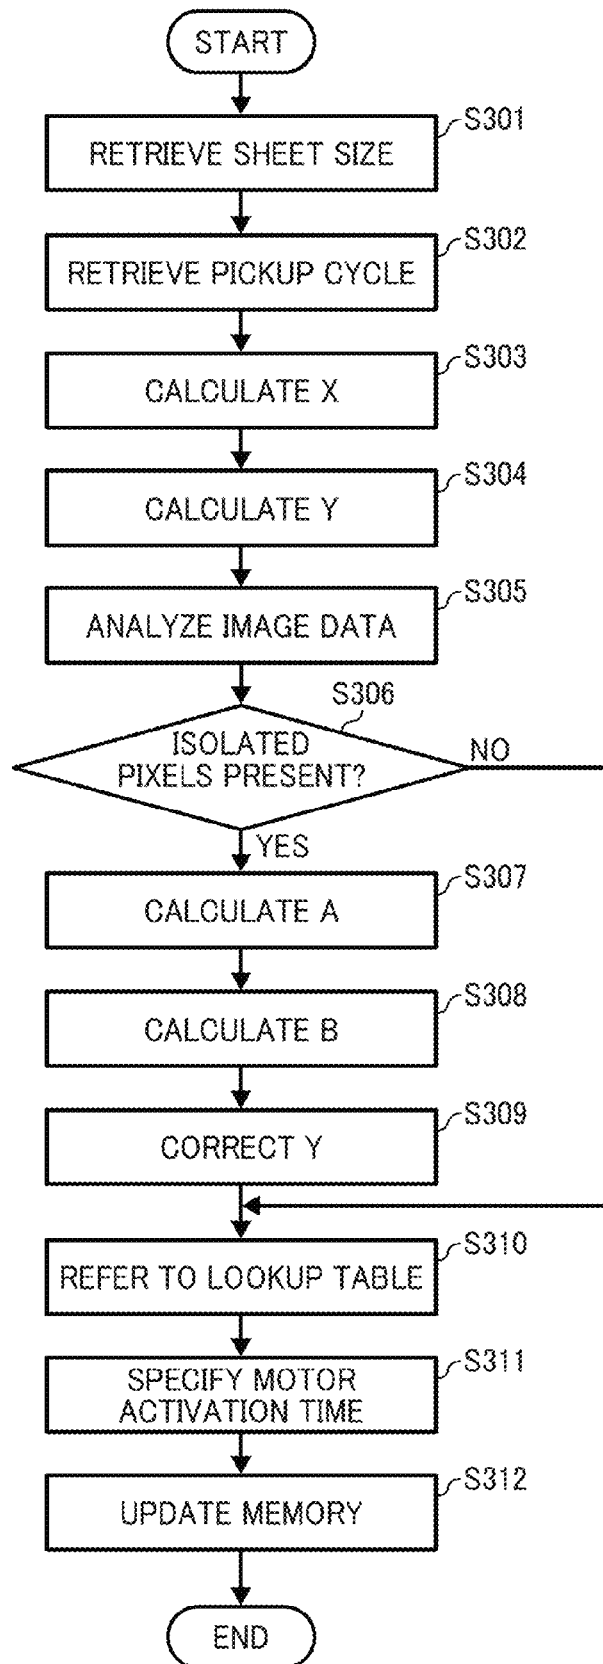 START
S301
RETRIEVE SHEET SIZE
S302
RETRIEVE PICKUP CYCLE
S303
CALCULATE X
S304
CALCULATE Y
S305
ANALYZE IMAGE DATA
S306
ISOLATED
PIXELS PRESENT?
NO
YES
S307
CALCULATE A
S308
CALCULATE B
S309
CORRECT Y
S310
REFER TO LOOKUP TABLE
S311
SPECIFY MOTOR
ACTIVATION TIME
S312
UPDATE MEMORY
END